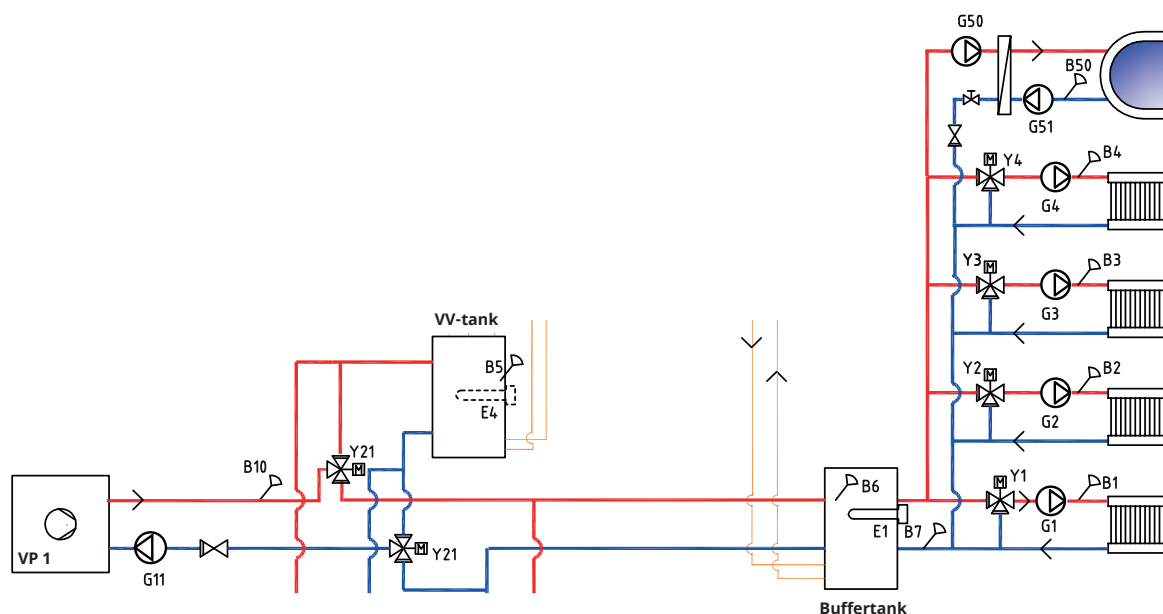 G50
B50
G51
M
Y4
B4
G4
Y3
M
B3
G3
VV-tank
B5
E4
Y2
M
B2
G2
Y21
M
B10
B6
E1
B7
M
Y1
B1
G1
VP 1
G11
M
Y21
Buffertank